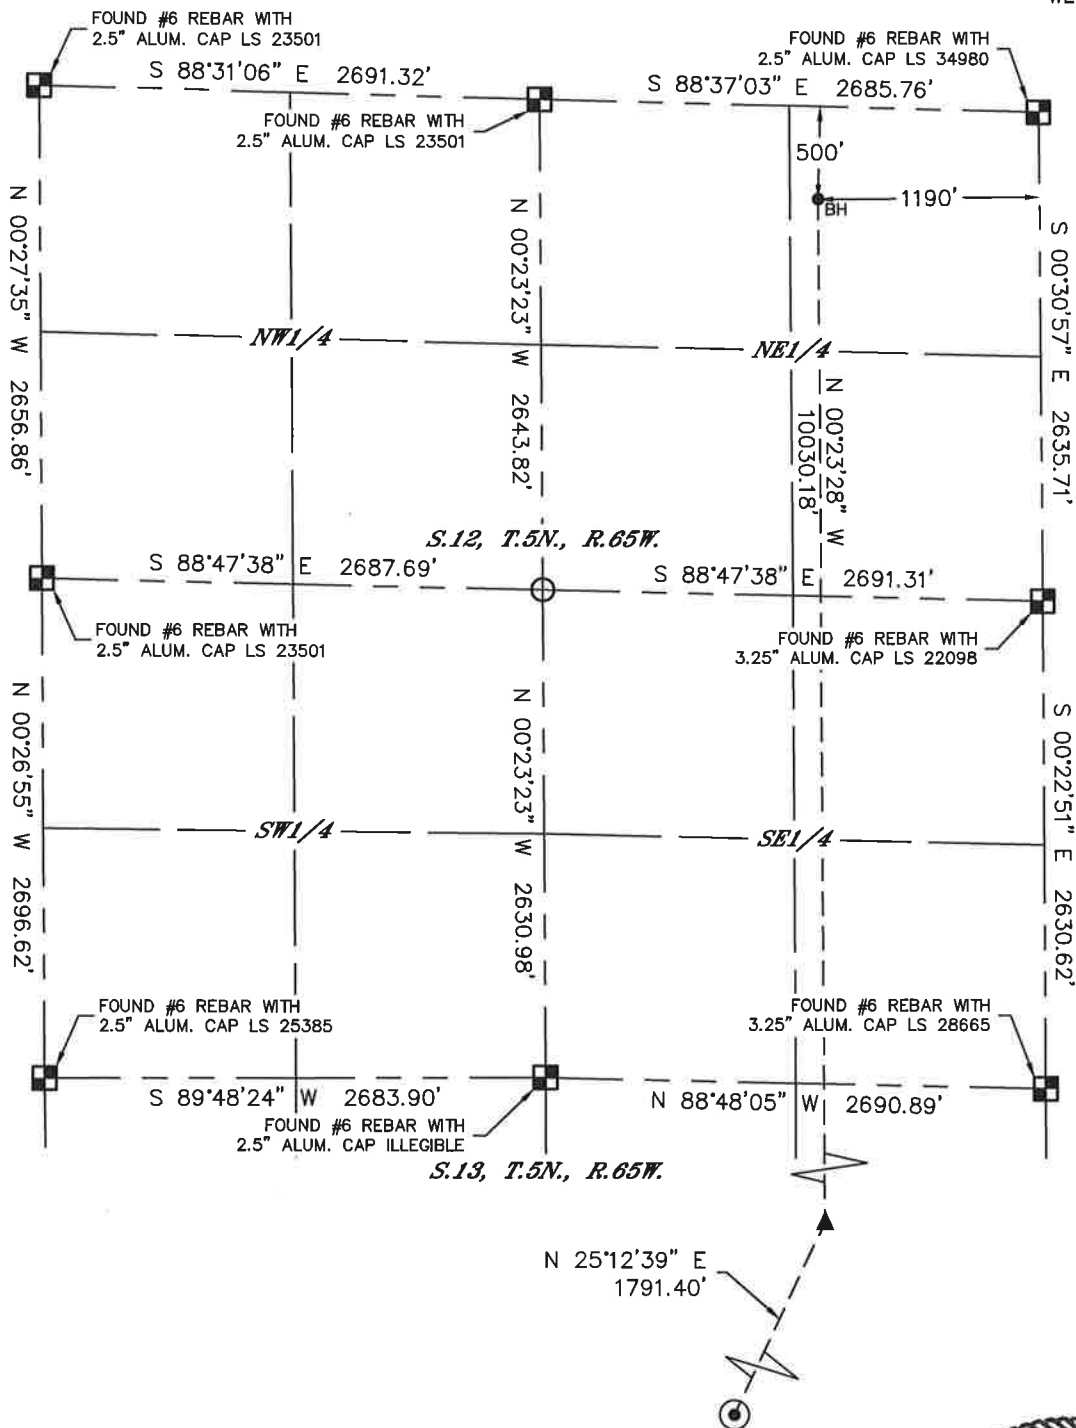 FOUND #6 REBAR WITH
2.5" ALUM. CAP LS 23501
S 88°31'06" E 2691.32'
FOUND #6 REBAR WITH
2.5" ALUM. CAP LS 34980
S 88°37'03" E 2685.76'
FOUND #6 REBAR WITH
2.5" ALUM. CAP LS 23501
500'
BH
1190'
N 00°27'35" W 2656.86'
N 00°23'23" W 2643.82'
S 00°30'57" E 2635.71'
NW1/4
NE1/4
N 00°23'28" W
10030.18'
S.12, T.5N., R.65W.
S 88°47'38" E 2687.69'
S 88°47'38" E 2691.31'
FOUND #6 REBAR WITH
2.5" ALUM. CAP LS 23501
FOUND #6 REBAR WITH
3.25" ALUM. CAP LS 22098
N 00°26'55" W 2696.62'
N 00°23'23" W 2630.98'
S 00°22'51" E 2630.62'
SW1/4
SE1/4
FOUND #6 REBAR WITH
2.5" ALUM. CAP LS 25385
FOUND #6 REBAR WITH
3.25" ALUM. CAP LS 28665
S 89°48'24" W 2683.90'
N 88°48'05" W 2690.89'
FOUND #6 REBAR WITH
2.5" ALUM. CAP ILLEGIBLE
S.13, T.5N., R.65W.
N 25°12'39" E
1791.40'